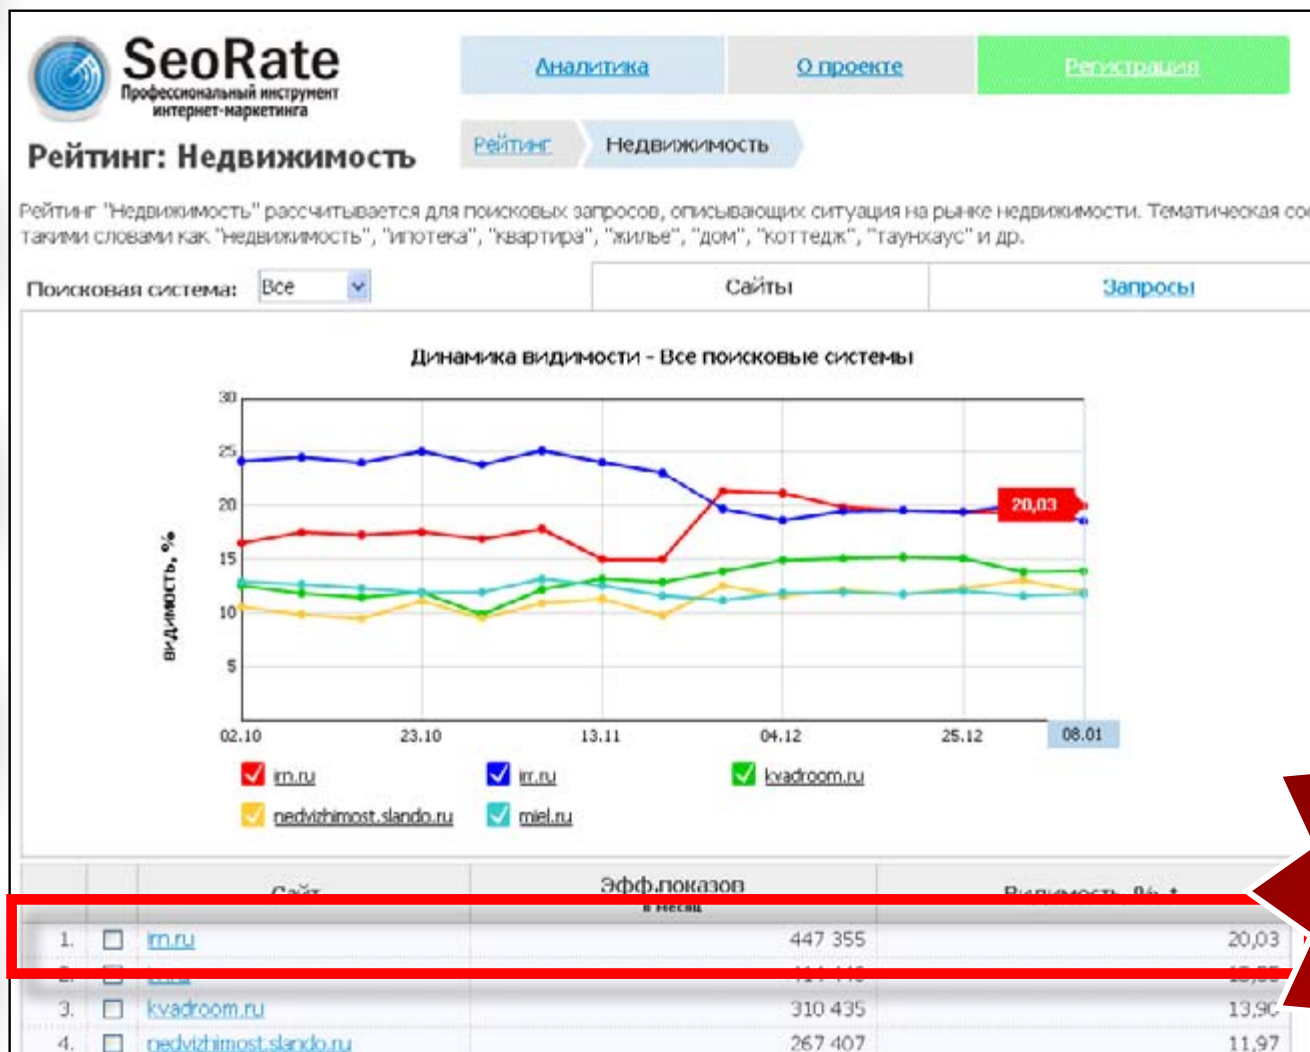 SeoRate
Профессиональный инструмент
интернет-маркетинга
Аналитика
О проекте
Регистрация
Рейтинг: Недвижимость
Рейтинг
Недвижимость
Рейтинг "Недвижимость" рассчитывается для поисковых запросов, описывающих ситуация на рынке недвижимости. Тематическая
такими словами как "недвижимость", "ипотека", "квартира", "жилье", "дом", "коттедж", "таунхаус" и др.
Поисковая система: Все
Сайты
Запросы
Динамика видимости - Все поисковые системы
30
25
20
15
10
5
видимость, %
20,03
02.10 23.10 13.11 04.12 25.12 08.01
irn.ru irr.ru kvadroom.ru
nedvizhimost.slando.ru miel.ru
Сайт Эфф.показов Видимость, %
в месяц
1. irn.ru 447 355 20,03
2.
3. kvadroom.ru 310 435 13,90
4. nedvizhimost.slando.ru 267 407 11,97